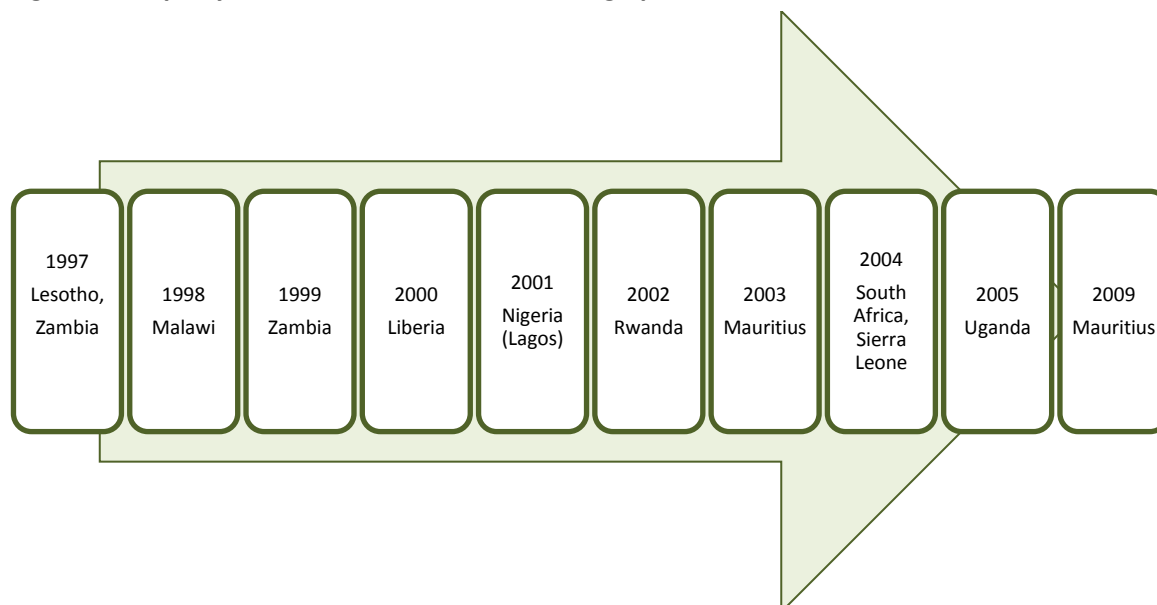 1997
Lesotho,
Zambia
1998
Malawi
1999
Zambia
2000
Liberia
2001
Nigeria
(Lagos)
2002
Rwanda
2003
Mauritius
2004
South
Africa,
Sierra
Leone
2005
Uganda
2009
Mauritius